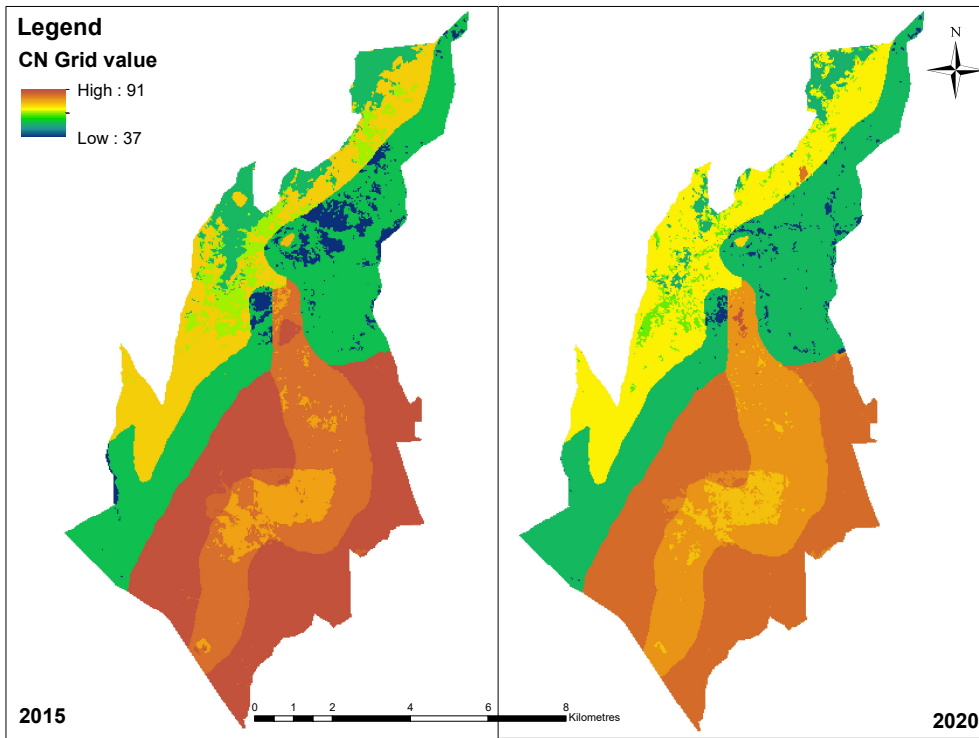 Legend
CN Grid value
High : 91
Low : 37
N
0 1 2 4 6 8
Kilometres
2015
2020